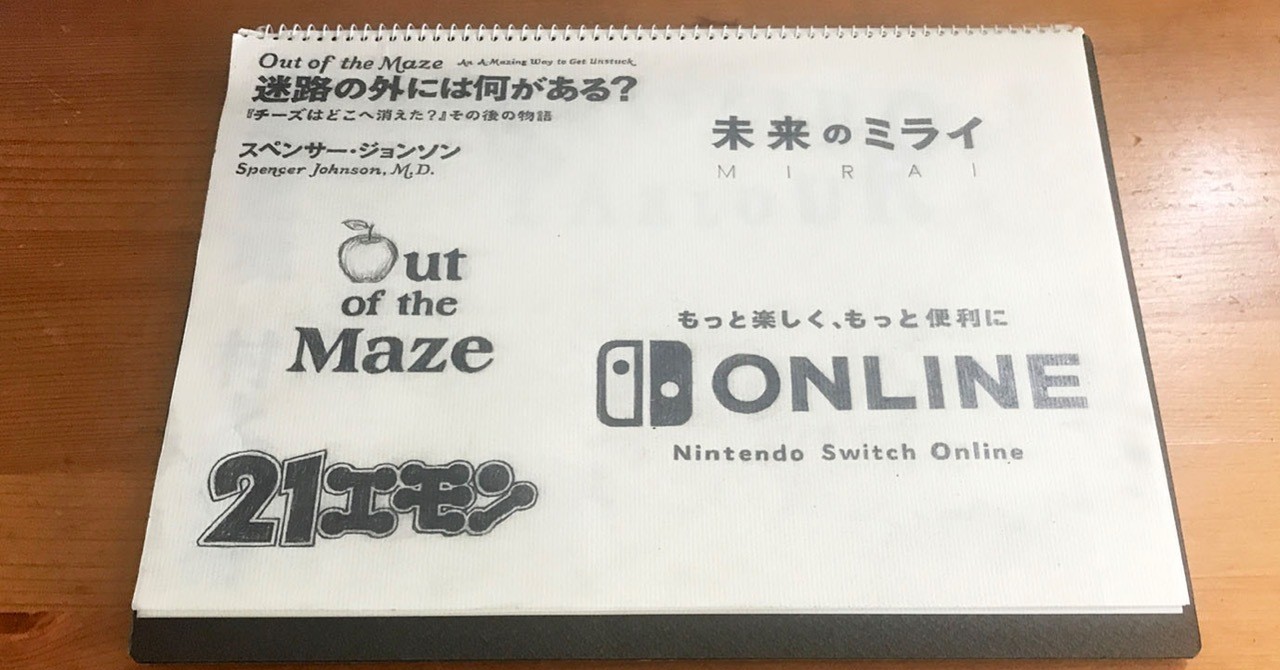 Out of the Maze An A-Mazing Way to Get Unstuck
迷路の外には何がある？
『チーズはどこへ消えた？』その後の物語
スペンサー・ジョンソン
Spencer Johnson, M.D.
Out
of the
Maze
21エモン
未来のミライ
MIRAI
もっと楽しく、もっと便利に
ONLINE
Nintendo Switch Online